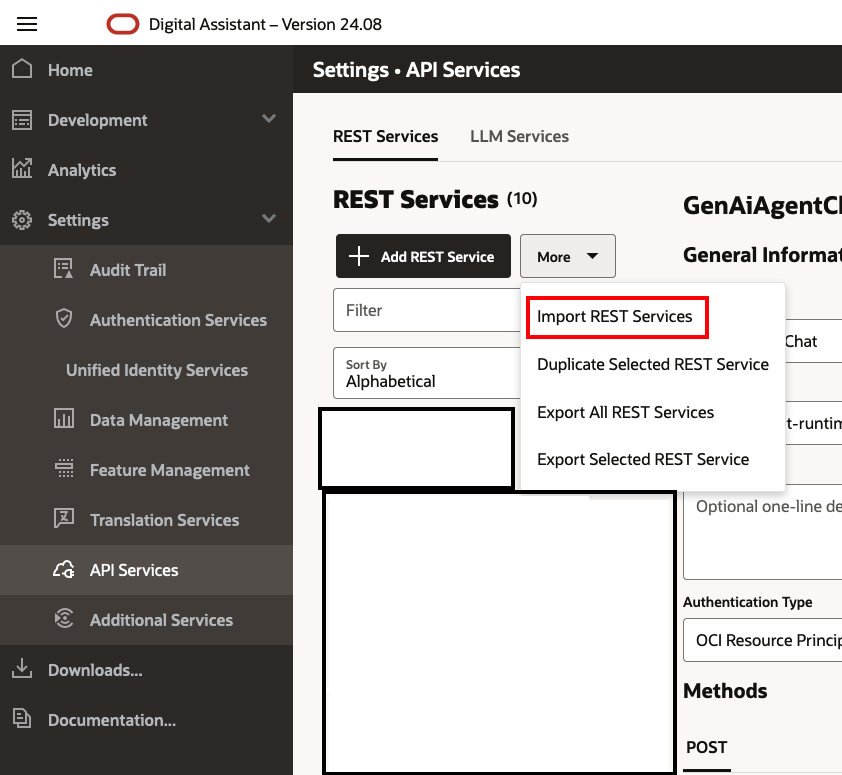 Digital Assistant – Version 24.08
Home
Development
Analytics
Settings
Audit Trail
Authentication Services
Unified Identity Services
Data Management
Feature Management
Translation Services
API Services
Additional Services
Downloads...
Documentation...
Settings • API Services
REST Services LLM Services
REST Services (10)
Add REST Service More
Filter
Sort By
Alphabetical
Import REST Services
Duplicate Selected REST Service
Export All REST Services
Export Selected REST Service
GenAiAgentCl
General Informat
Chat
t-runtim
Optional one-line de
Authentication Type
OCI Resource Princip
Methods
POST